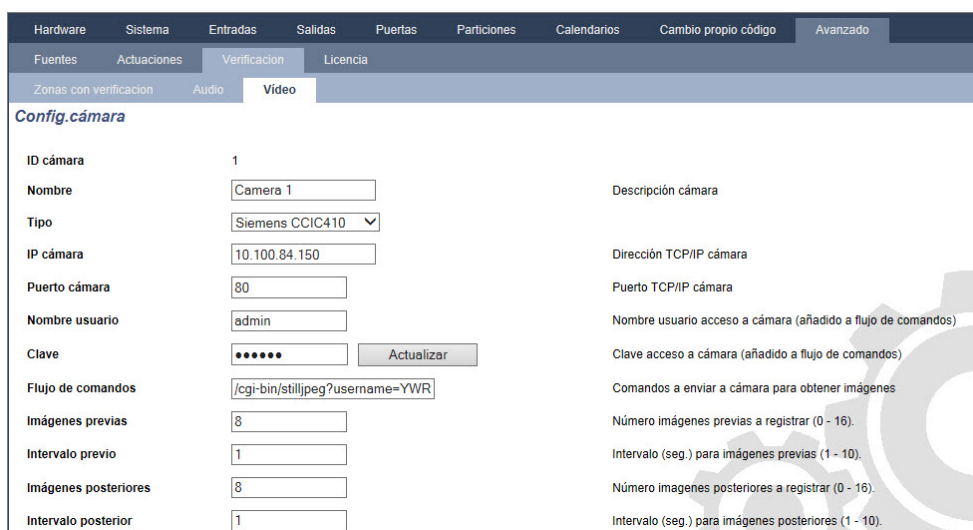 Hardware Sistema Entradas Salidas Puertas Particiones Calendarios Cambio propio código Avanzado
Fuentes Actuaciones Verificacion Licencia
Zonas con verificacion Audio Vídeo
Config.cámara
ID cámara 1
Nombre Camera 1 Descripción cámara
Tipo Siemens CCIC410
IP cámara 10.100.84.150 Dirección TCP/IP cámara
Puerto cámara 80 Puerto TCP/IP cámara
Nombre usuario admin Nombre usuario acceso a cámara (añadido a flujo de comandos)
Clave •••••• Actualizar Clave acceso a cámara (añadido a flujo de comandos)
Flujo de comandos /cgi-bin/stilljpeg?username=YWR Comandos a enviar a cámara para obtener imágenes
Imágenes previas 8 Número imágenes previas a registrar (0 - 16).
Intervalo previo 1 Intervalo (seg.) para imágenes previas (1 - 10).
Imágenes posteriores 8 Número imagenes posteriores a registrar (0 - 16).
Intervalo posterior 1 Intervalo (seg.) para imágenes posteriores (1 - 10).